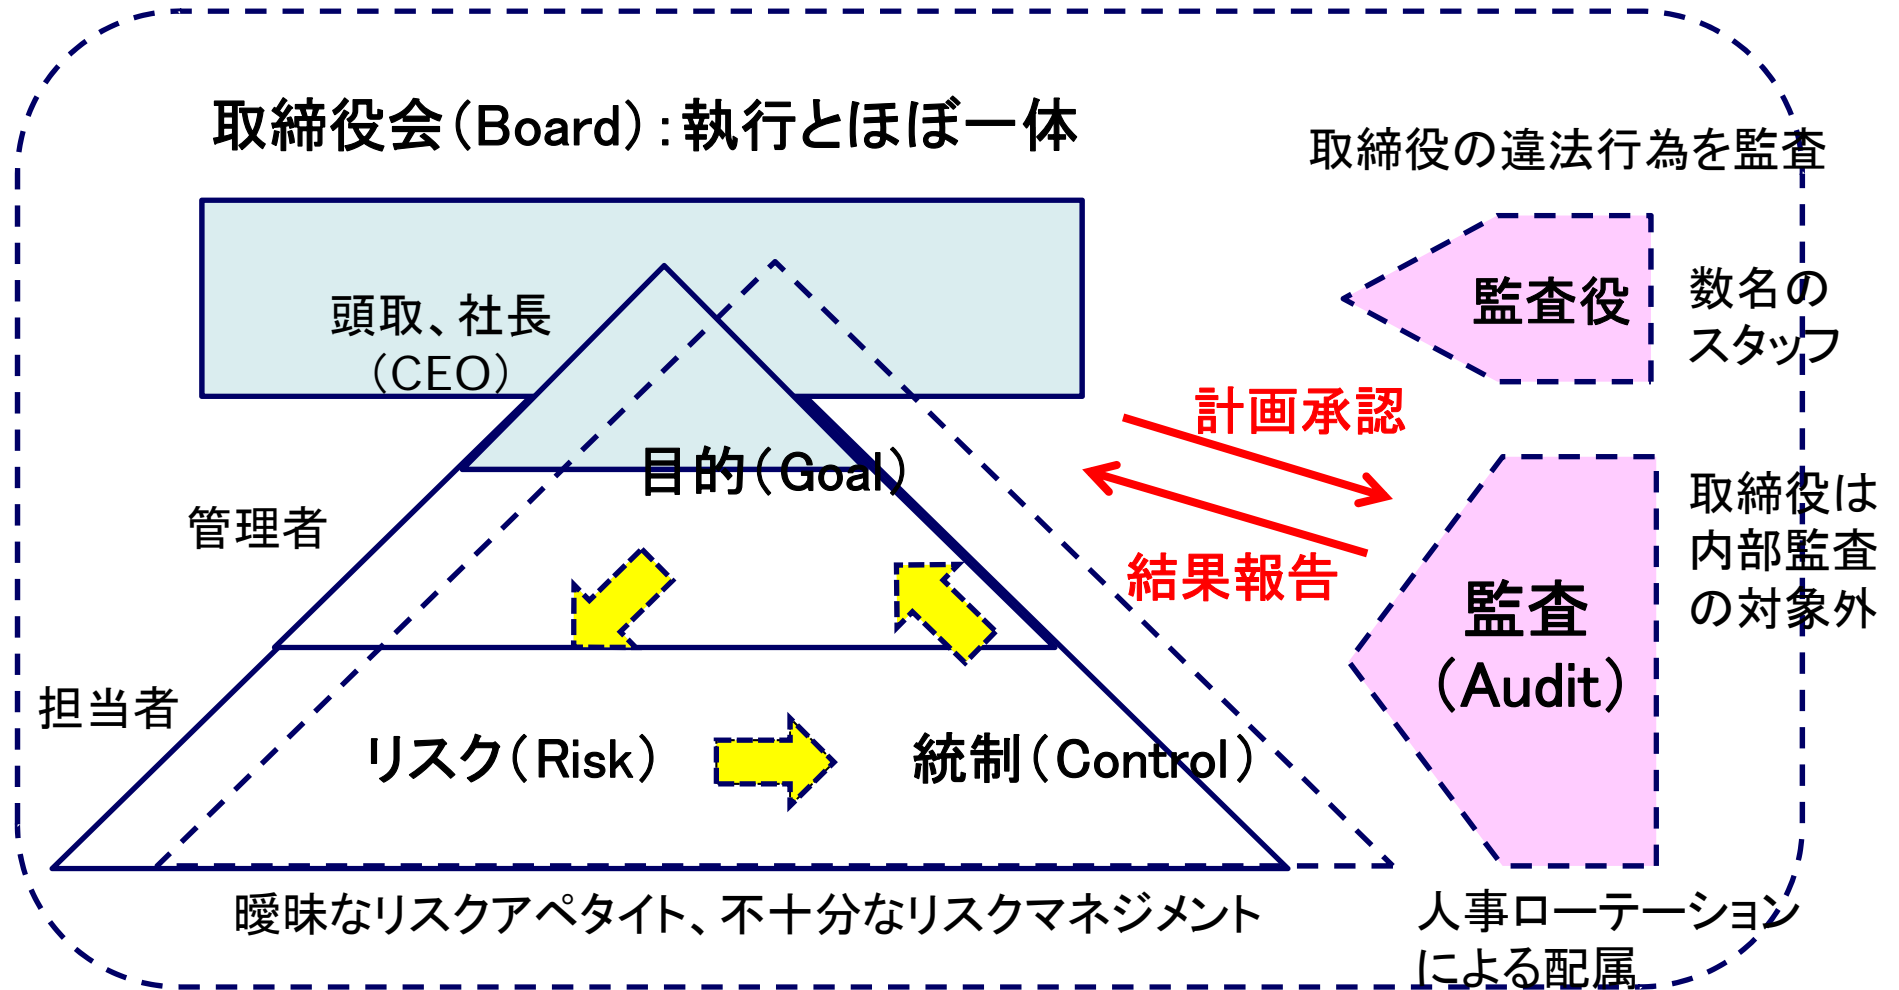 取締役会（Board）：執行とほぼ一体
取締役の違法行為を監査
頭取、社長
（CEO）
監査役
数名の
スタッフ
計画承認
目的（Goal）
管理者
結果報告
取締役は
内部監査
の対象外
監査
（Audit）
担当者
リスク（Risk）
統制（Control）
曖昧なリスクアペタイト、不十分なリスクマネジメント
人事ローテーション
による配属